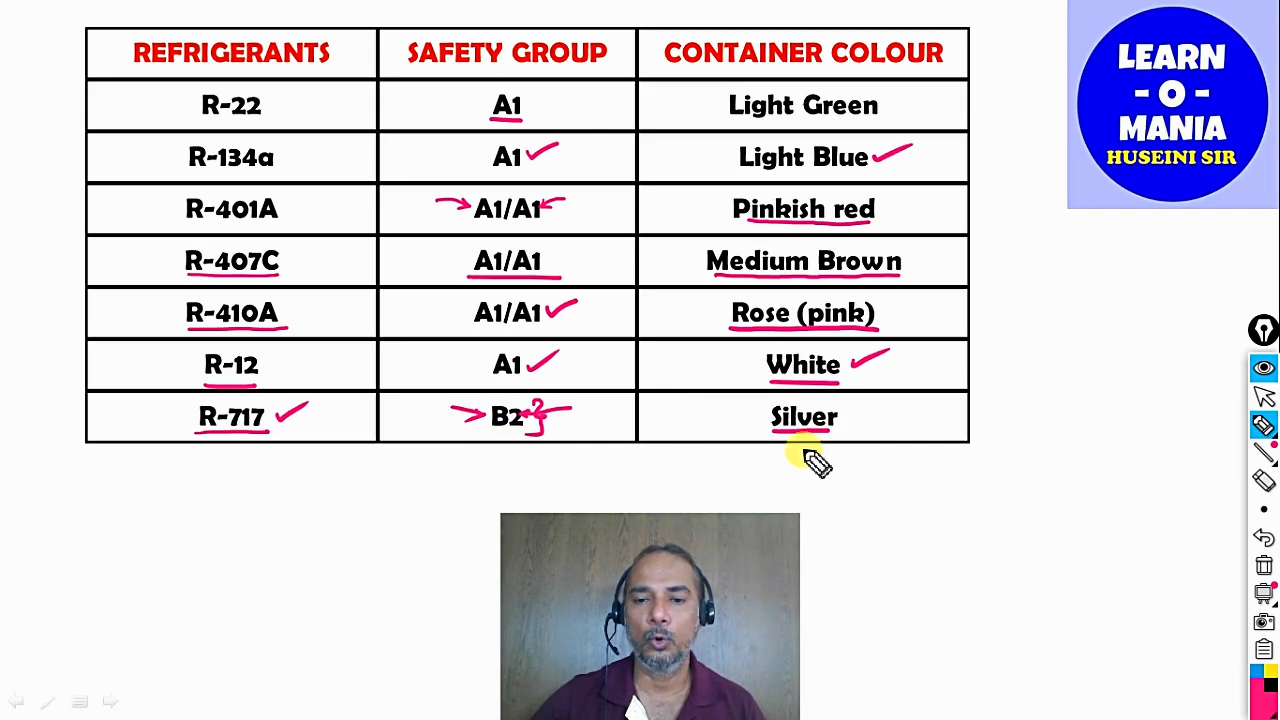 REFRIGERANTS SAFETY GROUP CONTAINER COLOUR
R-22 A1 Light Green
R-134a A1 Light Blue
R-401A A1/A1 Pinkish red
R-407C A1/A1 Medium Brown
R-410A A1/A1 Rose (pink)
R-12 A1 White
R-717 B2 Silver
LEARN
- O -
MANIA
HUSEINI SIR